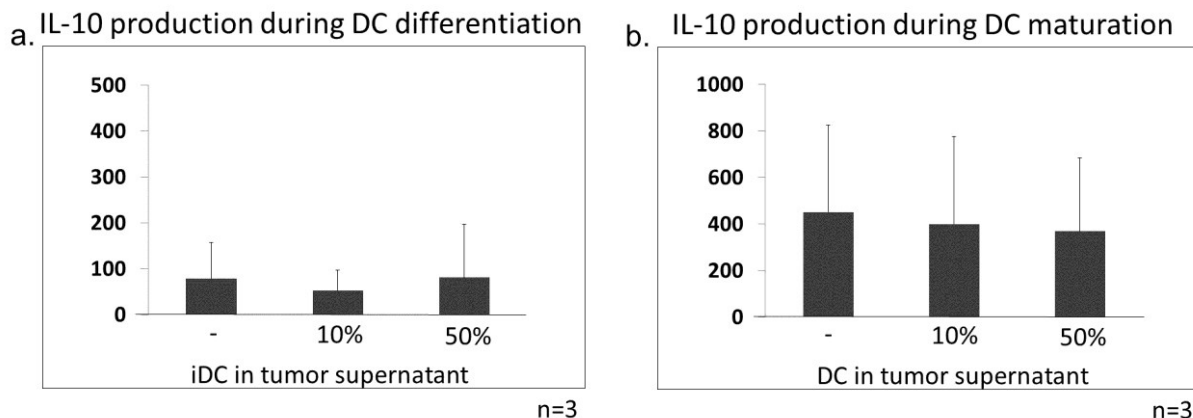 a. IL-10 production during DC differentiation
500
400
300
200
100
0
- 10% 50%
iDC in tumor supernatant
n=3
b. IL-10 production during DC maturation
1000
800
600
400
200
0
- 10% 50%
DC in tumor supernatant
n=3